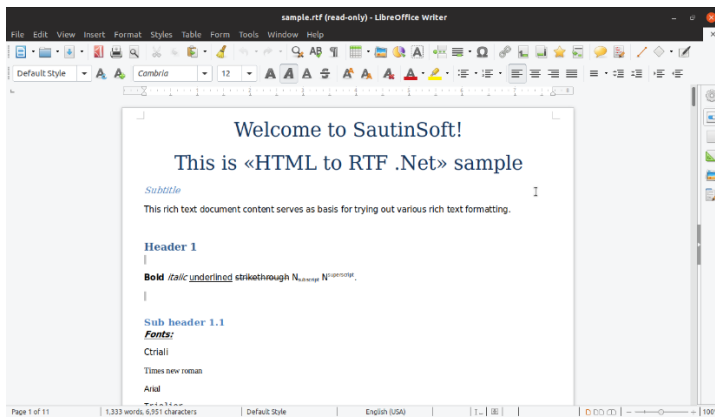 sample.rtf (read-only) - LibreOffice Writer
File Edit View Insert Format Styles Table Form Tools Window Help
Default Style Cambria 12
Welcome to SautinSoft!
This is «HTML to RTF .Net» sample
Subtitle
This rich text document content serves as basis for trying out various rich text formatting.
Header 1
Bold italic underlined strikethrough Nsubscript Nsuperscript.
Sub header 1.1
Fonts:
Ctriali
Times new roman
Arial
Page 1 of 11 1,333 words, 6,951 characters Default Style English (USA)